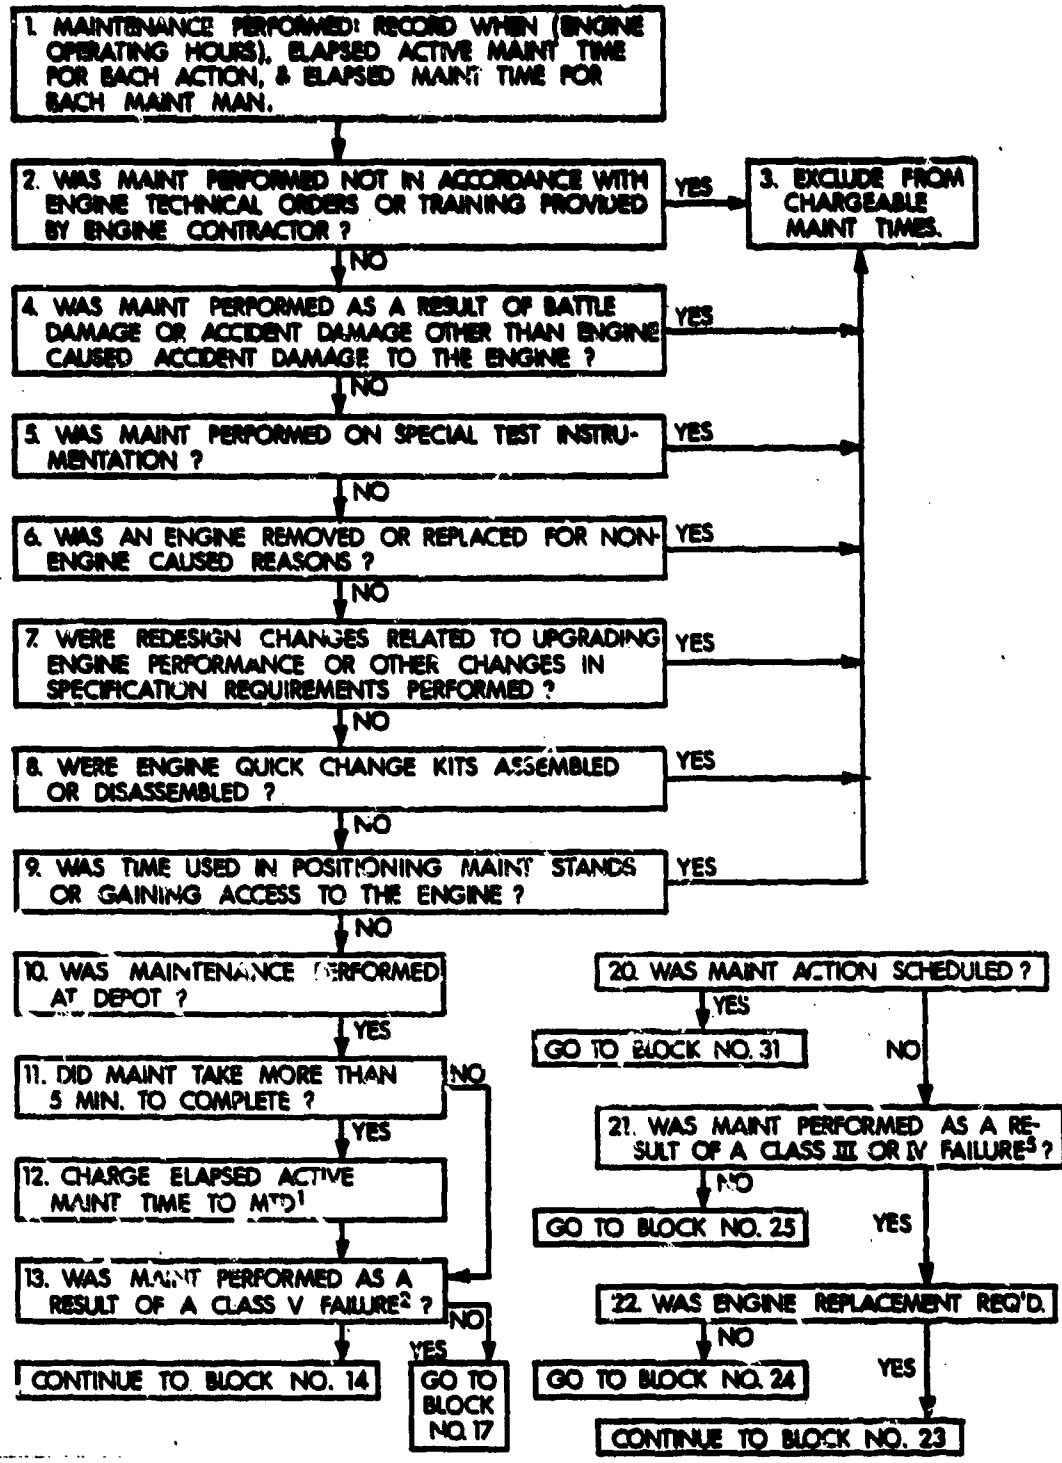 1. MAINTENANCE PERFORMED: RECORD WHEN (ENGINE
OPERATING HOURS), ELAPSED ACTIVE MAINT TIME
FOR EACH ACTION, & ELAPSED MAINT TIME FOR
EACH MAINT MAN.
2. WAS MAINT PERFORMED NOT IN ACCORDANCE WITH
ENGINE TECHNICAL ORDERS OR TRAINING PROVIDED
BY ENGINE CONTRACTOR ?
YES
3. EXCLUDE FROM
CHARGEABLE
MAINT TIMES.
NO
4. WAS MAINT PERFORMED AS A RESULT OF BATTLE
DAMAGE OR ACCIDENT DAMAGE OTHER THAN ENGINE
CAUSED ACCIDENT DAMAGE TO THE ENGINE ?
YES
NO
5. WAS MAINT PERFORMED ON SPECIAL TEST INSTRU-
MENTATION ?
YES
NO
6. WAS AN ENGINE REMOVED OR REPLACED FOR NON-
ENGINE CAUSED REASONS ?
YES
NO
7. WERE REDESIGN CHANGES RELATED TO UPGRADING
ENGINE PERFORMANCE OR OTHER CHANGES IN
SPECIFICATION REQUIREMENTS PERFORMED ?
YES
NO
8. WERE ENGINE QUICK CHANGE KITS ASSEMBLED
OR DISASSEMBLED ?
YES
NO
9. WAS TIME USED IN POSITIONING MAINT STANDS
OR GAINING ACCESS TO THE ENGINE ?
YES
NO
10. WAS MAINTENANCE PERFORMED
AT DEPOT ?
YES
11. DID MAINT TAKE MORE THAN
5 MIN. TO COMPLETE ?
NO
YES
12. CHARGE ELAPSED ACTIVE
MAINT TIME TO MTD¹
13. WAS MAINT PERFORMED AS A
RESULT OF A CLASS V FAILURE² ?
NO
YES
CONTINUE TO BLOCK NO. 14
GO TO
BLOCK
NO. 17
20. WAS MAINT ACTION SCHEDULED ?
YES
GO TO BLOCK NO. 31
NO
21. WAS MAINT PERFORMED AS A RE-
SULT OF A CLASS III OR IV FAILURE³ ?
NO
GO TO BLOCK NO. 25
YES
22. WAS ENGINE REPLACEMENT REQ'D.
NO
GO TO BLOCK NO. 24
YES
CONTINUE TO BLOCK NO. 23